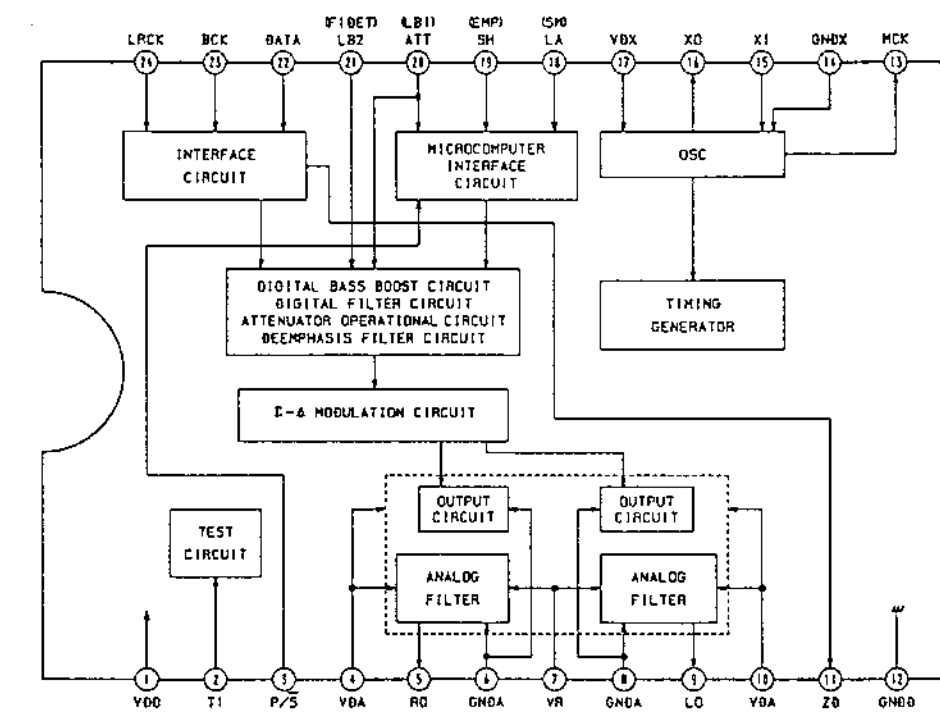 (FIDET) (LB1) (EMP) (SM)
LRCK BCK DATA LB2 ATT SH LA VDX XO XI GNDX MCK
24 23 22 21 20 19 18 17 16 15 14 13
INTERFACE
CIRCUIT
MICROCOMPUTER
INTERFACE
CIRCUIT
OSC
DIGITAL BASS BOOST CIRCUIT
DIGITAL FILTER CIRCUIT
ATTENUATOR OPERATIONAL CIRCUIT
DEEMPHASIS FILTER CIRCUIT
TIMING
GENERATOR
Σ-Δ MODULATION CIRCUIT
OUTPUT
CIRCUIT
OUTPUT
CIRCUIT
TEST
CIRCUIT
ANALOG
FILTER
ANALOG
FILTER
1 2 3 4 5 6 7 8 9 10 11 12
VDD T1 P/S̅ VDA RO GNDA VR GNDA LO VDA ZD GNDD